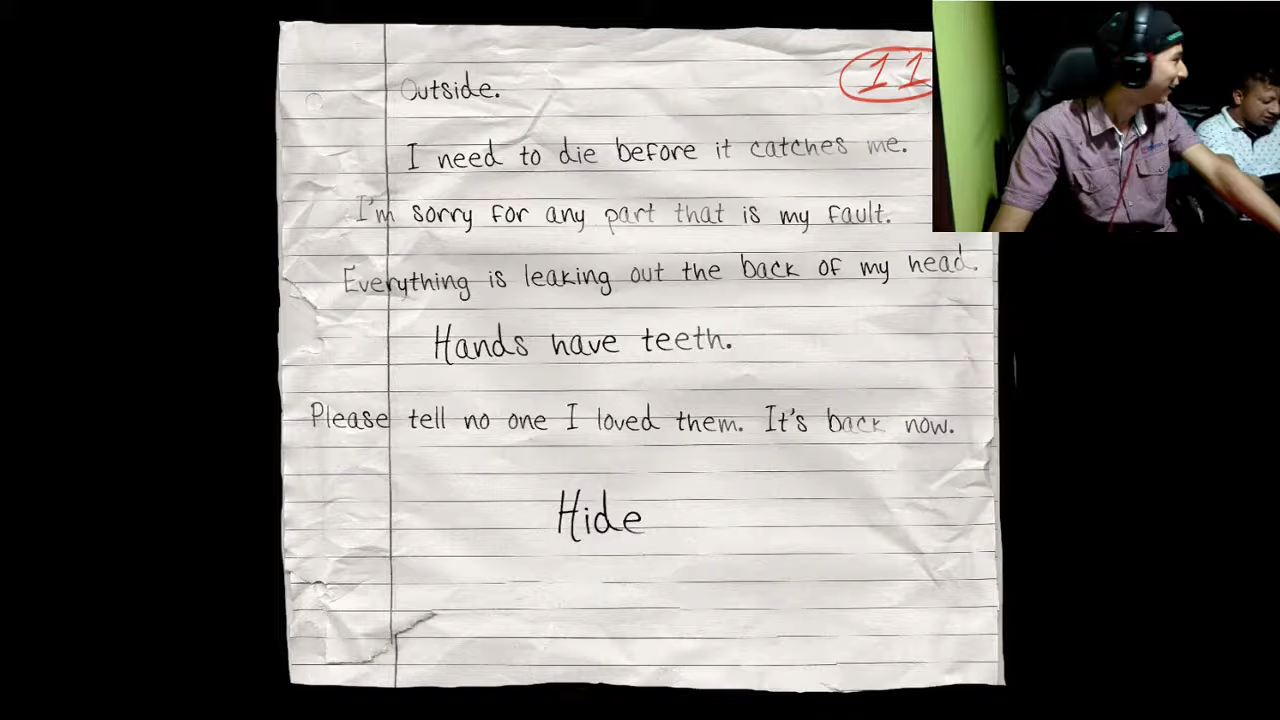 11
Outside.
I need to die before it catches me.
I'm sorry for any part that is my fault.
Everything is leaking out the back of my head.
Hands have teeth.
Please tell no one I loved them. It's back now.
Hide